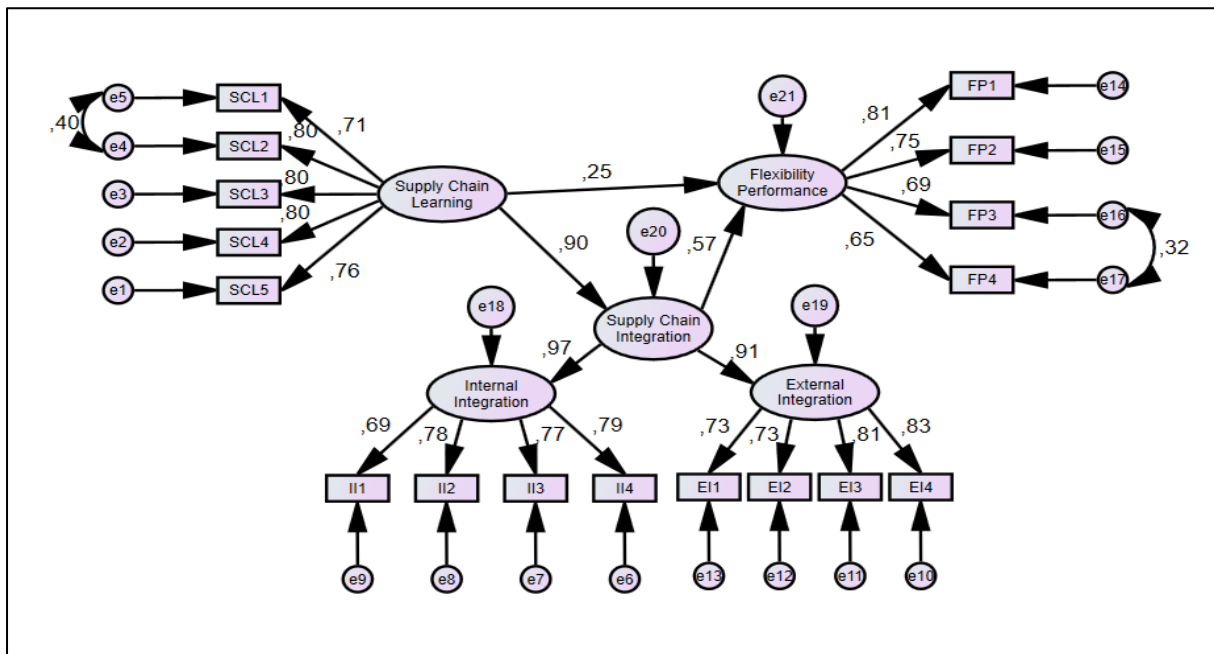 e5
SCL1
,40
,71
e4
SCL2
,80
e3
SCL3
,80
e2
SCL4
,80
e1
SCL5
,76
Supply Chain
Learning
,25
,90
e21
Flexibility
Performance
,81
FP1
e14
,75
FP2
e15
,69
FP3
e16
,65
FP4
e17
,32
e20
,57
Supply Chain
Integration
e18
,97
Internal
Integration
e19
,91
External
Integration
,69
,78
,77
,79
,73
,73
,81
,83
II1
II2
II3
II4
EI1
EI2
EI3
EI4
e9
e8
e7
e6
e13
e12
e11
e10